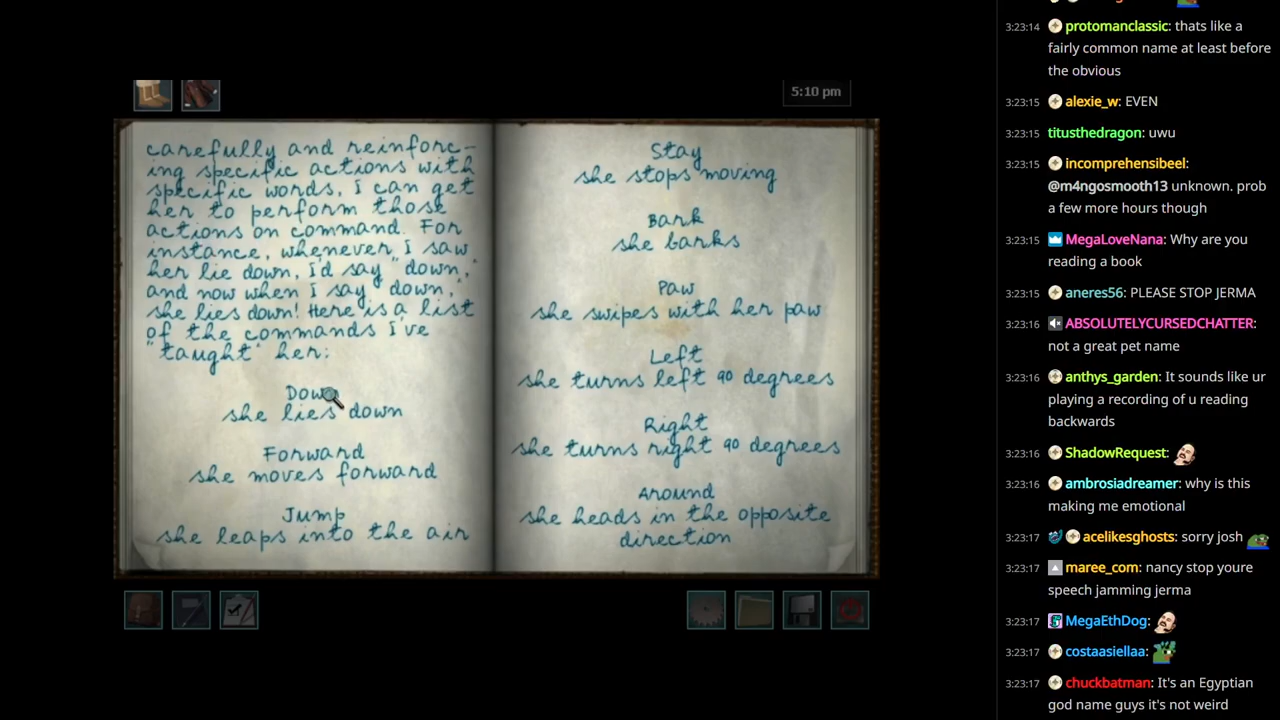 5:10 pm
carefully and reinforc-
ing specific actions with
specific words, I can get
her to perform those
actions on command. For
instance, whenever I saw
her lie down, I'd say "down,"
and now when I say "down,"
she lies down! Here is a list
of the commands I've
"taught" her:
Down
she lies down
Forward
she moves forward
Jump
she leaps into the air
Stay
she stops moving
Bark
she barks
Paw
she swipes with her paw
Left
she turns left 90 degrees
Right
she turns right 90 degrees
Around
she heads in the opposite
direction
3:23:14 protomanclassic: thats like a
fairly common name at least before
the obvious
3:23:15 alexie_w: EVEN
3:23:15 titusthedragon: uwu
3:23:15 incomprehensibeel:
@m4ngosmooth13 unknown. prob
a few more hours though
3:23:15 MegaLoveNana: Why are you
reading a book
3:23:15 aneres56: PLEASE STOP JERMA
3:23:16 ABSOLUTELYCURSEDCHATTER:
not a great pet name
3:23:16 anthys_garden: It sounds like ur
playing a recording of u reading
backwards
3:23:16 ShadowRequest:
3:23:16 ambrosiadreamer: why is this
making me emotional
3:23:17 acelikesghosts: sorry josh
3:23:17 maree_com: nancy stop youre
speech jamming jerma
3:23:17 MegaEthDog:
3:23:17 costaasiellaa:
3:23:17 chuckbatman: It's an Egyptian
god name guys it's not weird